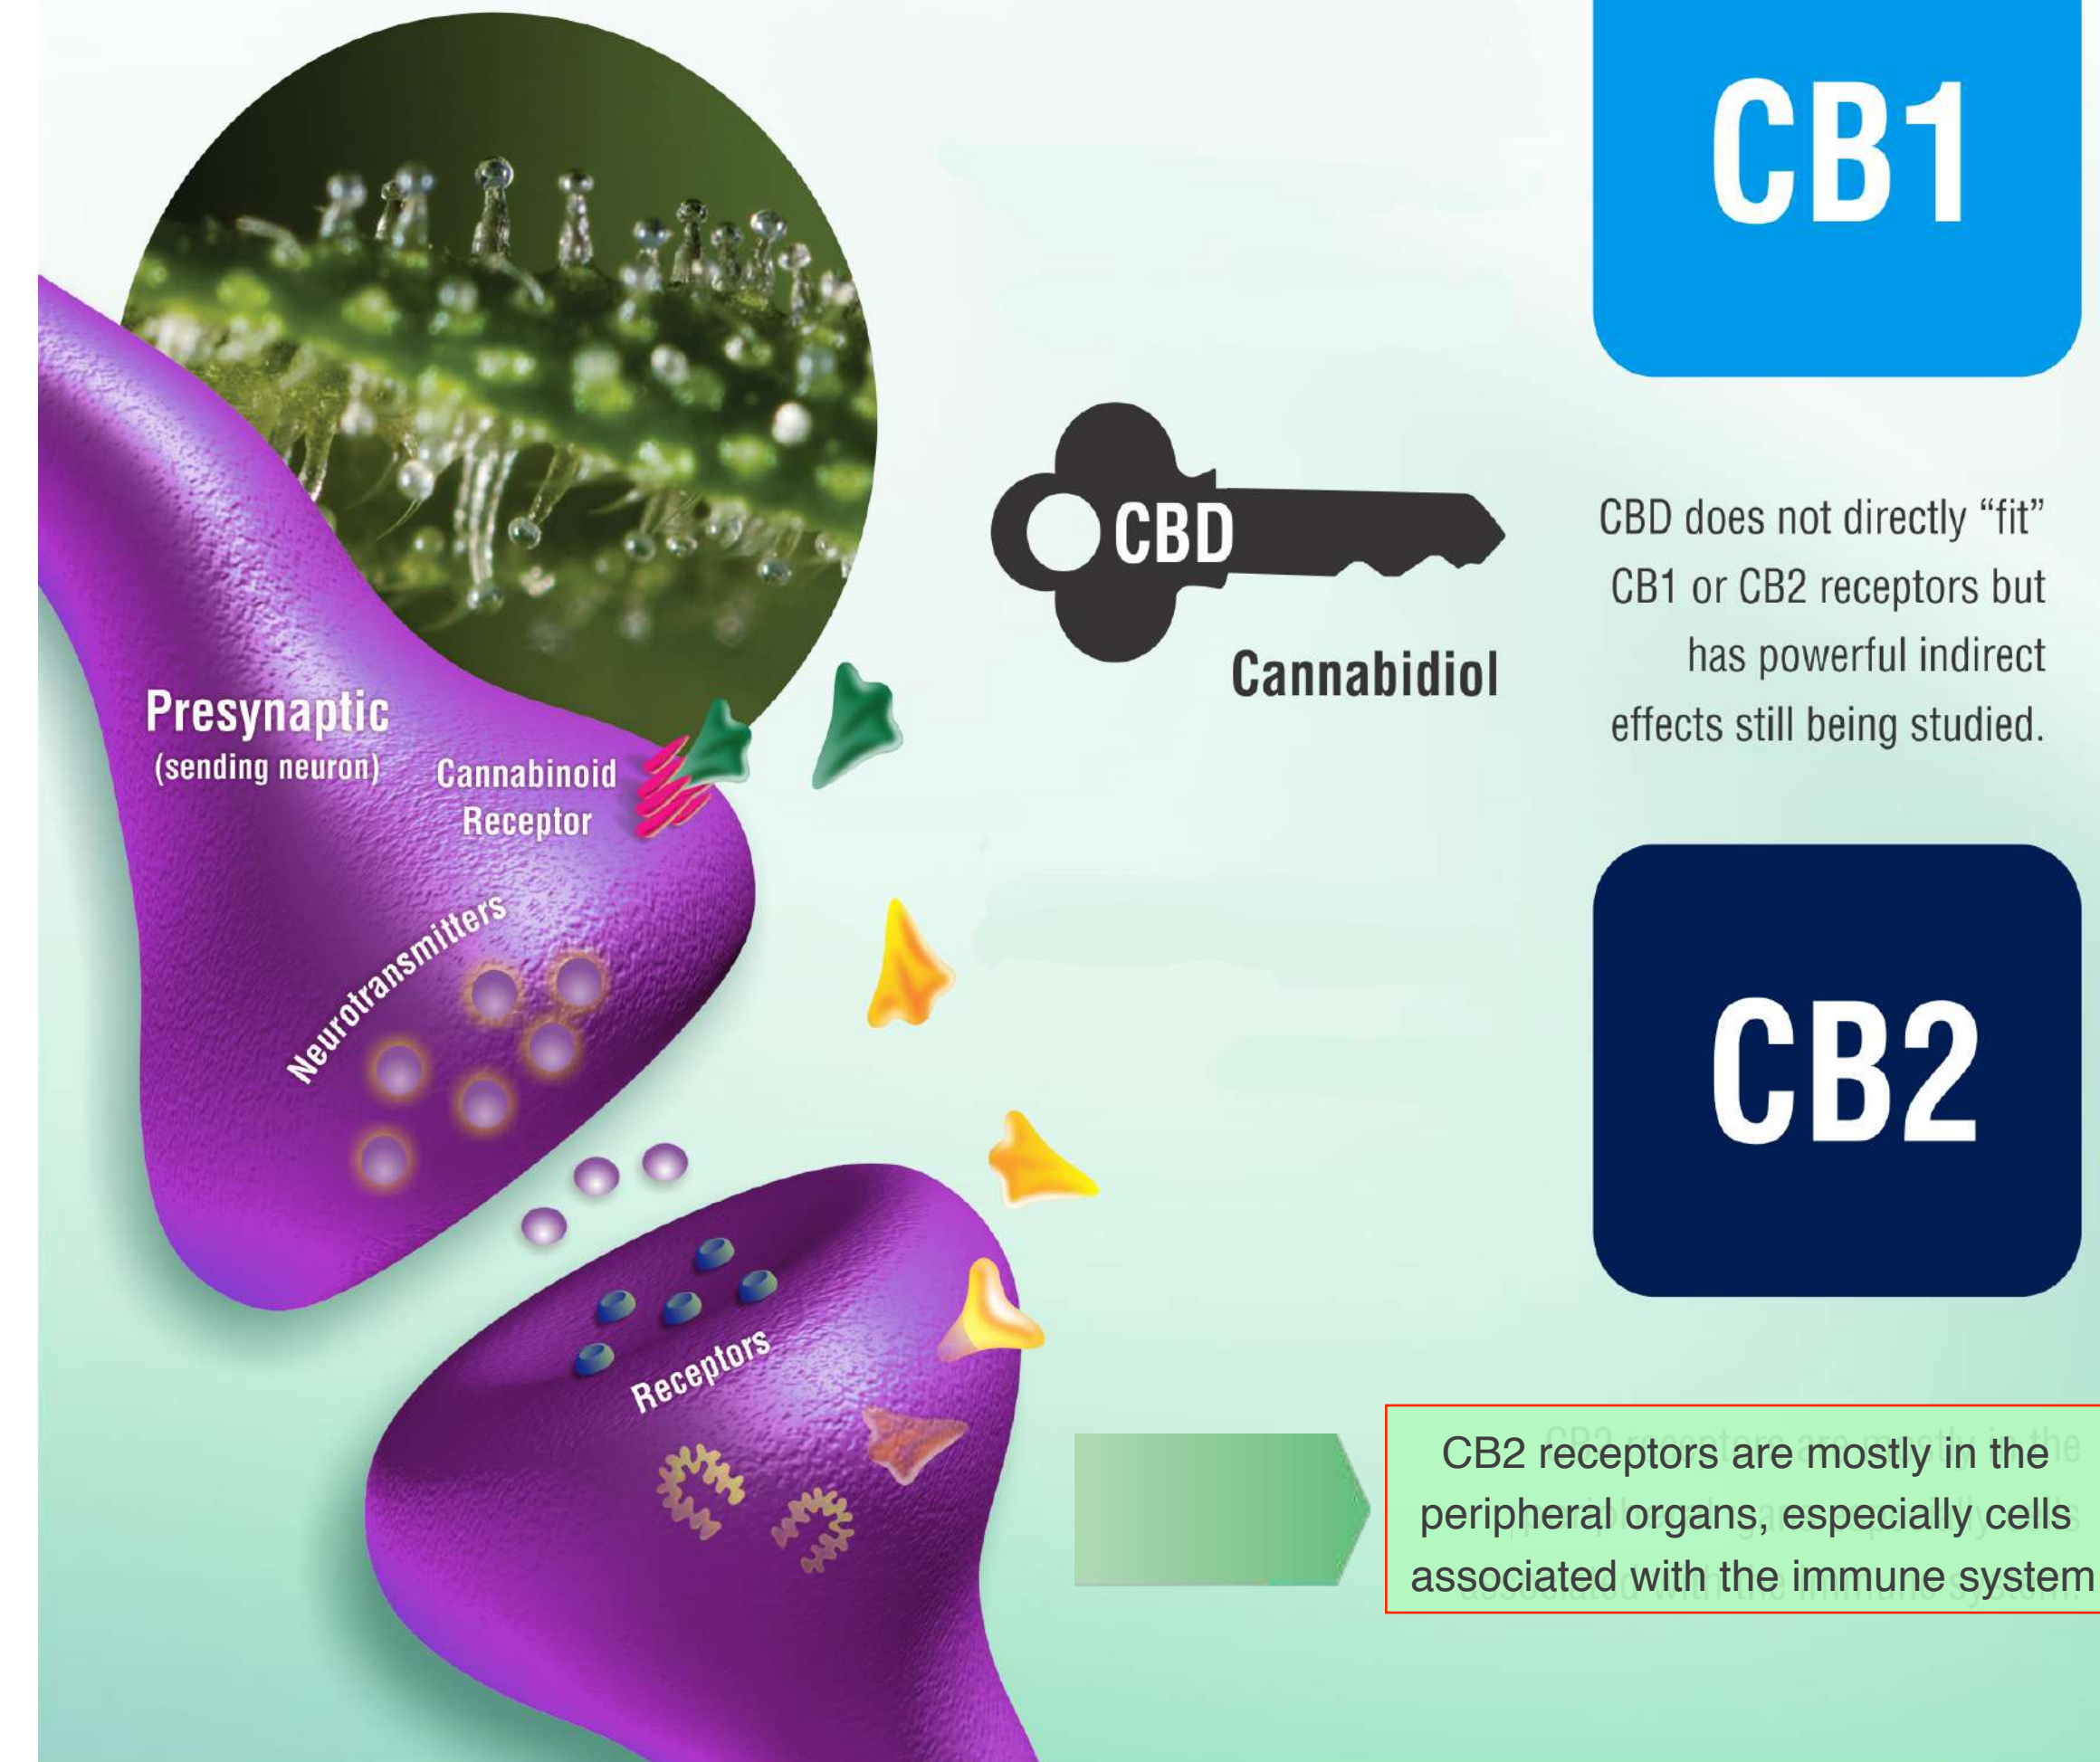 CB1
CBD
Cannabidiol
CBD does not directly “fit”
CB1 or CB2 receptors but
has powerful indirect
effects still being studied.
Presynaptic
(sending neuron)
Cannabinoid
Receptor
Neurotransmitters
CB2
Receptors
CB2 receptors are mostly in the
peripheral organs, especially cells
associated with the immune system